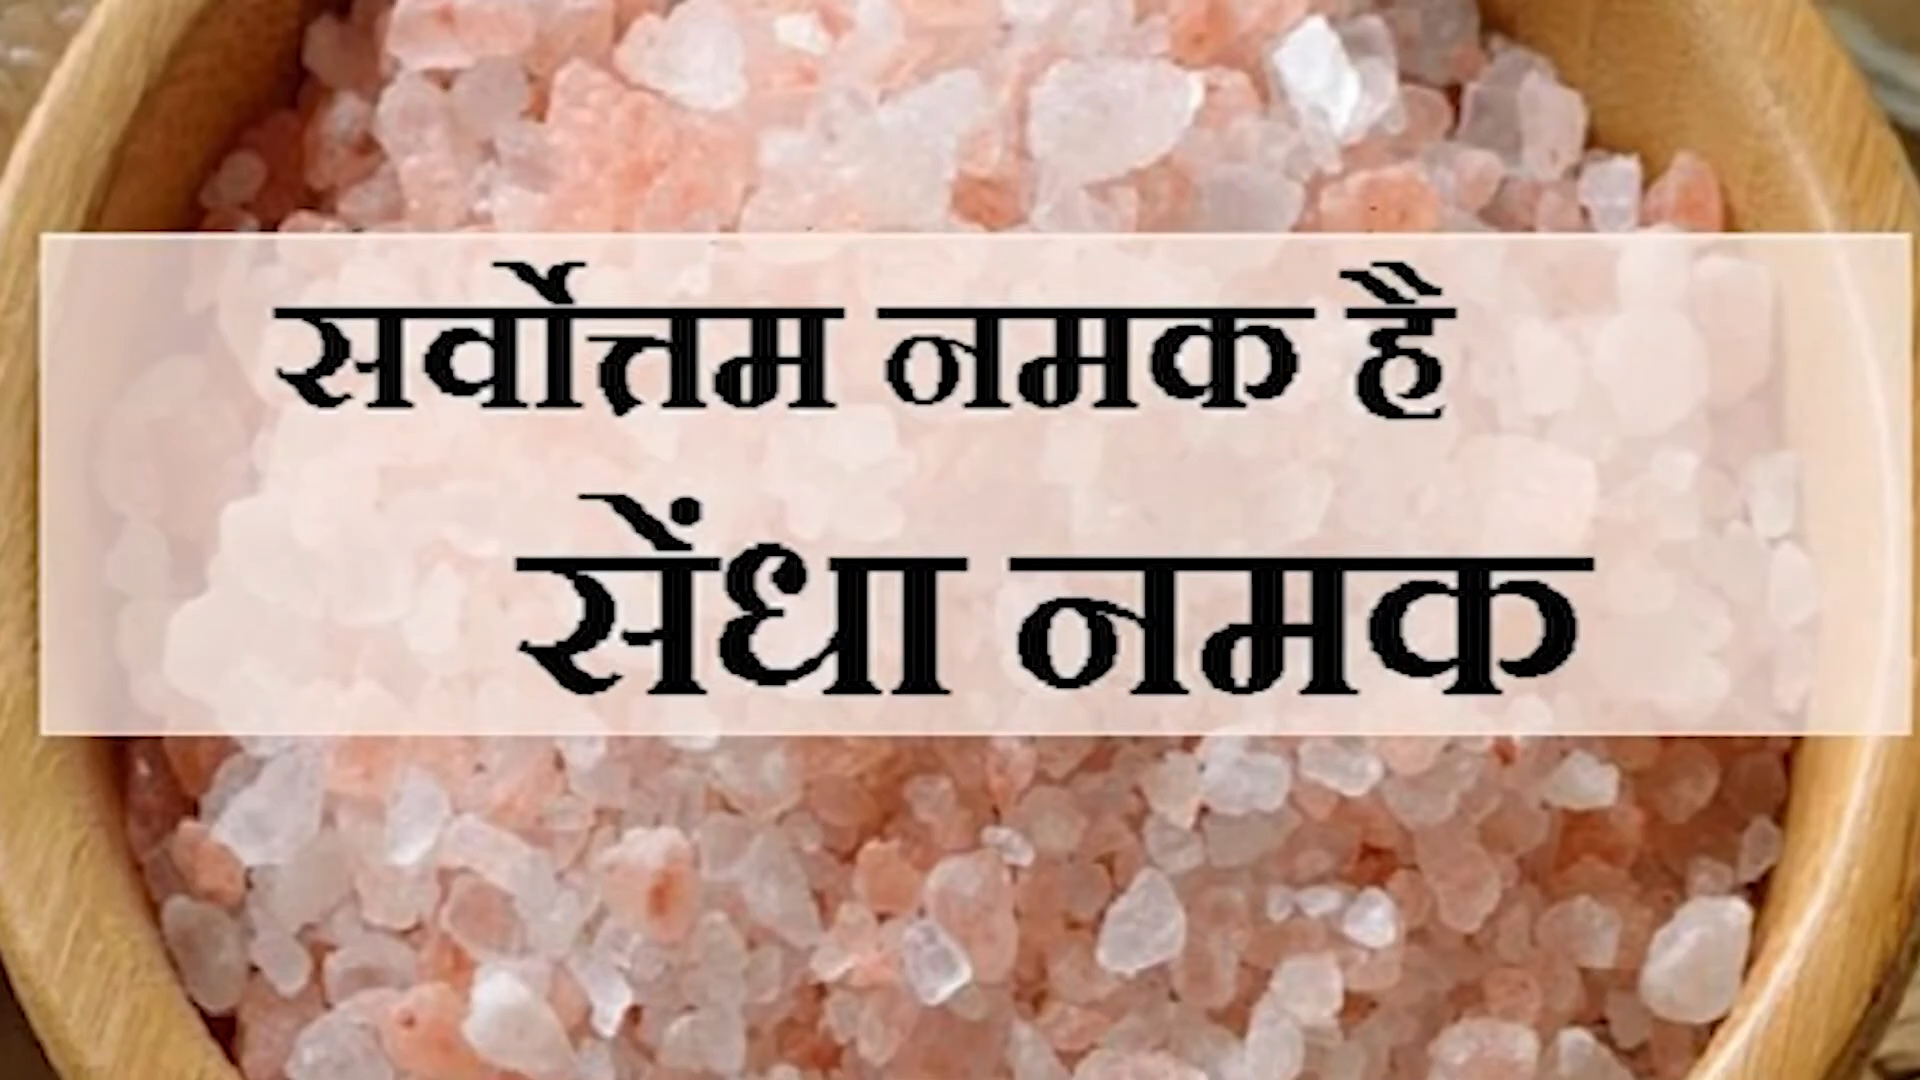 सर्वोत्तम नमक है
सेंधा नमक